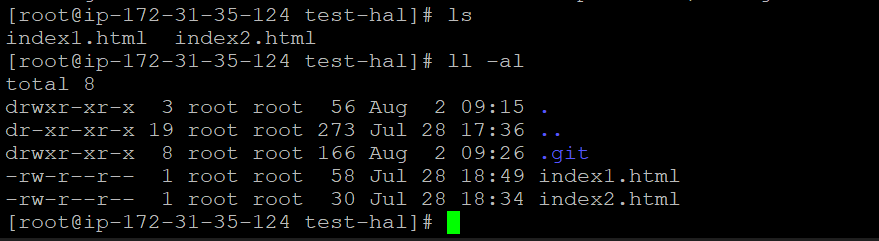 [root@ip-172-31-35-124 test-hal]# ls
index1.html  index2.html
[root@ip-172-31-35-124 test-hal]# ll -al
total 8
drwxr-xr-x  3 root root  56 Aug  2 09:15 .
dr-xr-xr-x 19 root root 273 Jul 28 17:36 ..
drwxr-xr-x  8 root root 166 Aug  2 09:26 .git
-rw-r--r--  1 root root  58 Jul 28 18:49 index1.html
-rw-r--r--  1 root root  30 Jul 28 18:34 index2.html
[root@ip-172-31-35-124 test-hal]#